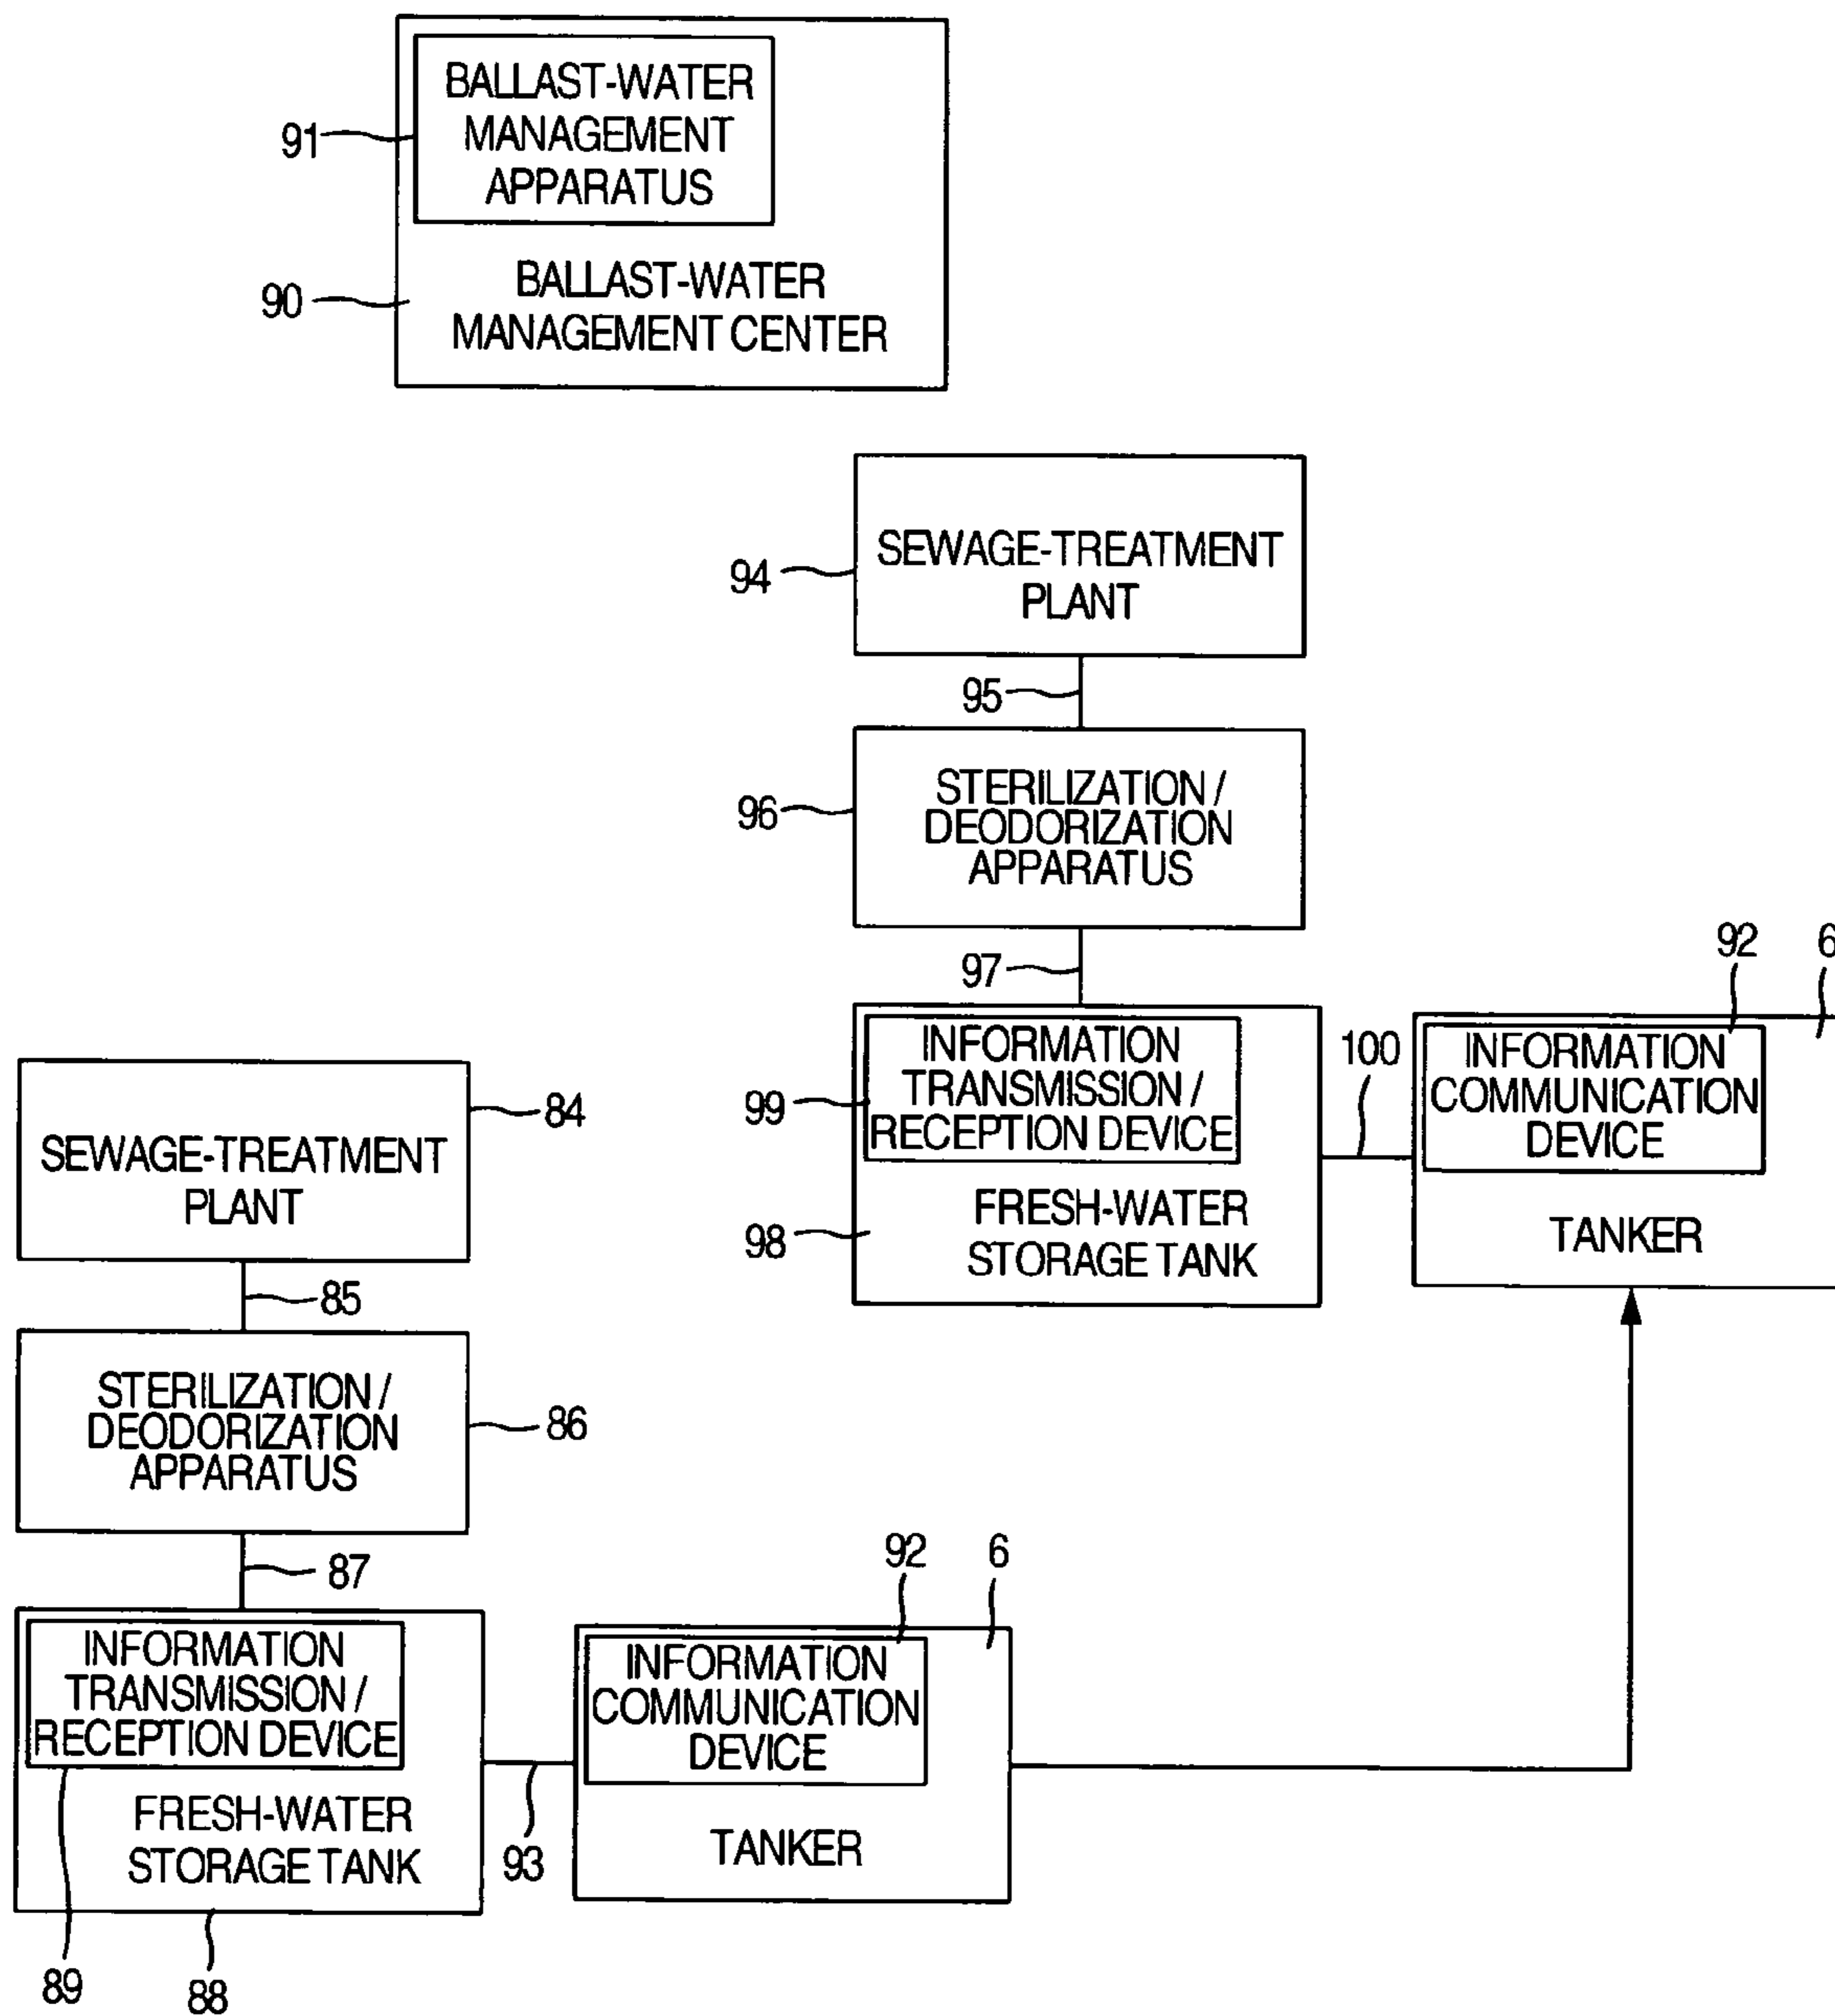 BALLAST-WATER
MANAGEMENT
APPARATUS
91
BALLAST-WATER
MANAGEMENT CENTER
90
SEWAGE-TREATMENT
PLANT
94
95
STERILIZATION /
DEODORIZATION
APPARATUS
96
97
INFORMATION
TRANSMISSION /
RECEPTION DEVICE
99
FRESH-WATER
STORAGE TANK
98
100
92
6
INFORMATION
COMMUNICATION
DEVICE
TANKER
SEWAGE-TREATMENT
PLANT
84
85
STERILIZATION /
DEODORIZATION
APPARATUS
86
87
INFORMATION
TRANSMISSION /
RECEPTION DEVICE
FRESH-WATER
STORAGE TANK
89
88
93
92
6
INFORMATION
COMMUNICATION
DEVICE
TANKER